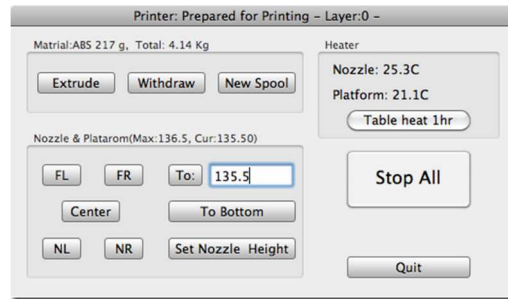 Printer: Prepared for Printing – Layer:0 –
Matrial:ABS 217 g, Total: 4.14 Kg
Extrude Withdraw New Spool
Heater
Nozzle: 25.3C
Platform: 21.1C
Table heat 1hr
Nozzle & Platarom(Max:136.5, Cur:135.50)
FL FR To: 135.5
Center To Bottom
NL NR Set Nozzle Height
Stop All
Quit